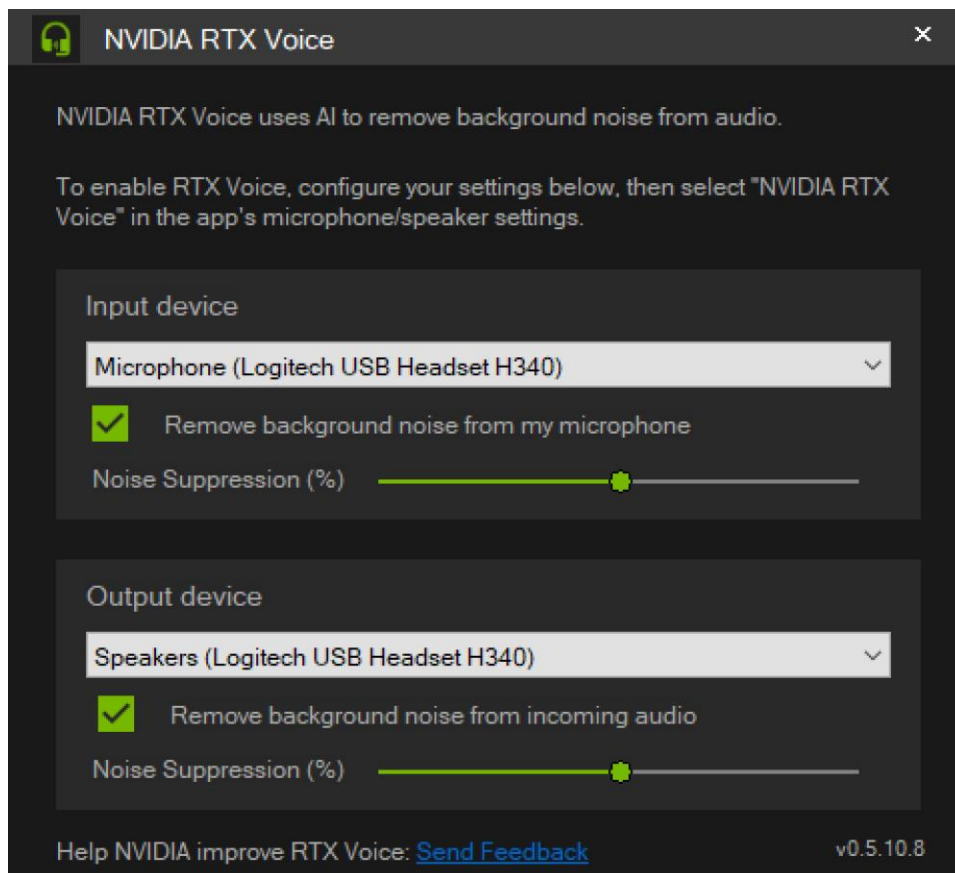 NVIDIA RTX Voice
NVIDIA RTX Voice uses AI to remove background noise from audio.
To enable RTX Voice, configure your settings below, then select "NVIDIA RTX
Voice" in the app's microphone/speaker settings.
Input device
Microphone (Logitech USB Headset H340)
Remove background noise from my microphone
Noise Suppression (%)
Output device
Speakers (Logitech USB Headset H340)
Remove background noise from incoming audio
Noise Suppression (%)
Help NVIDIA improve RTX Voice: Send Feedback v0.5.10.8